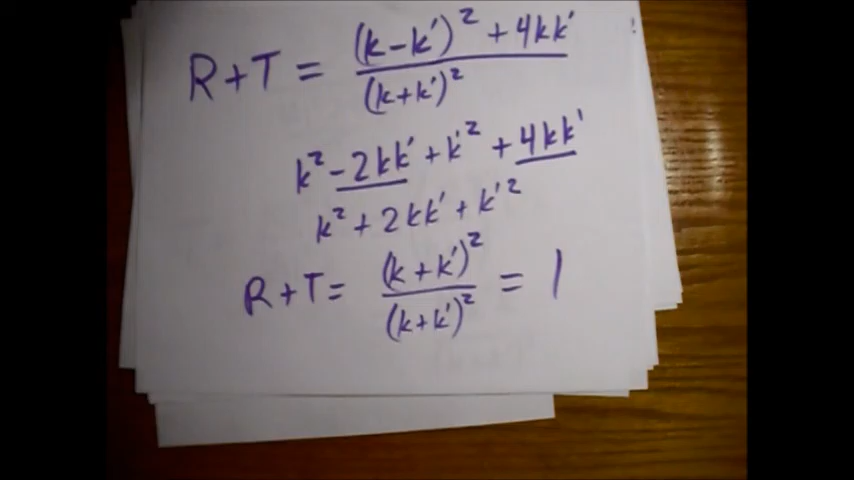 R+T = (k-k')² + 4kk' / (k+k')²
k² - 2kk' + k'² + 4kk'
k² + 2kk' + k'²
R+T = (k+k')² / (k+k')² = 1